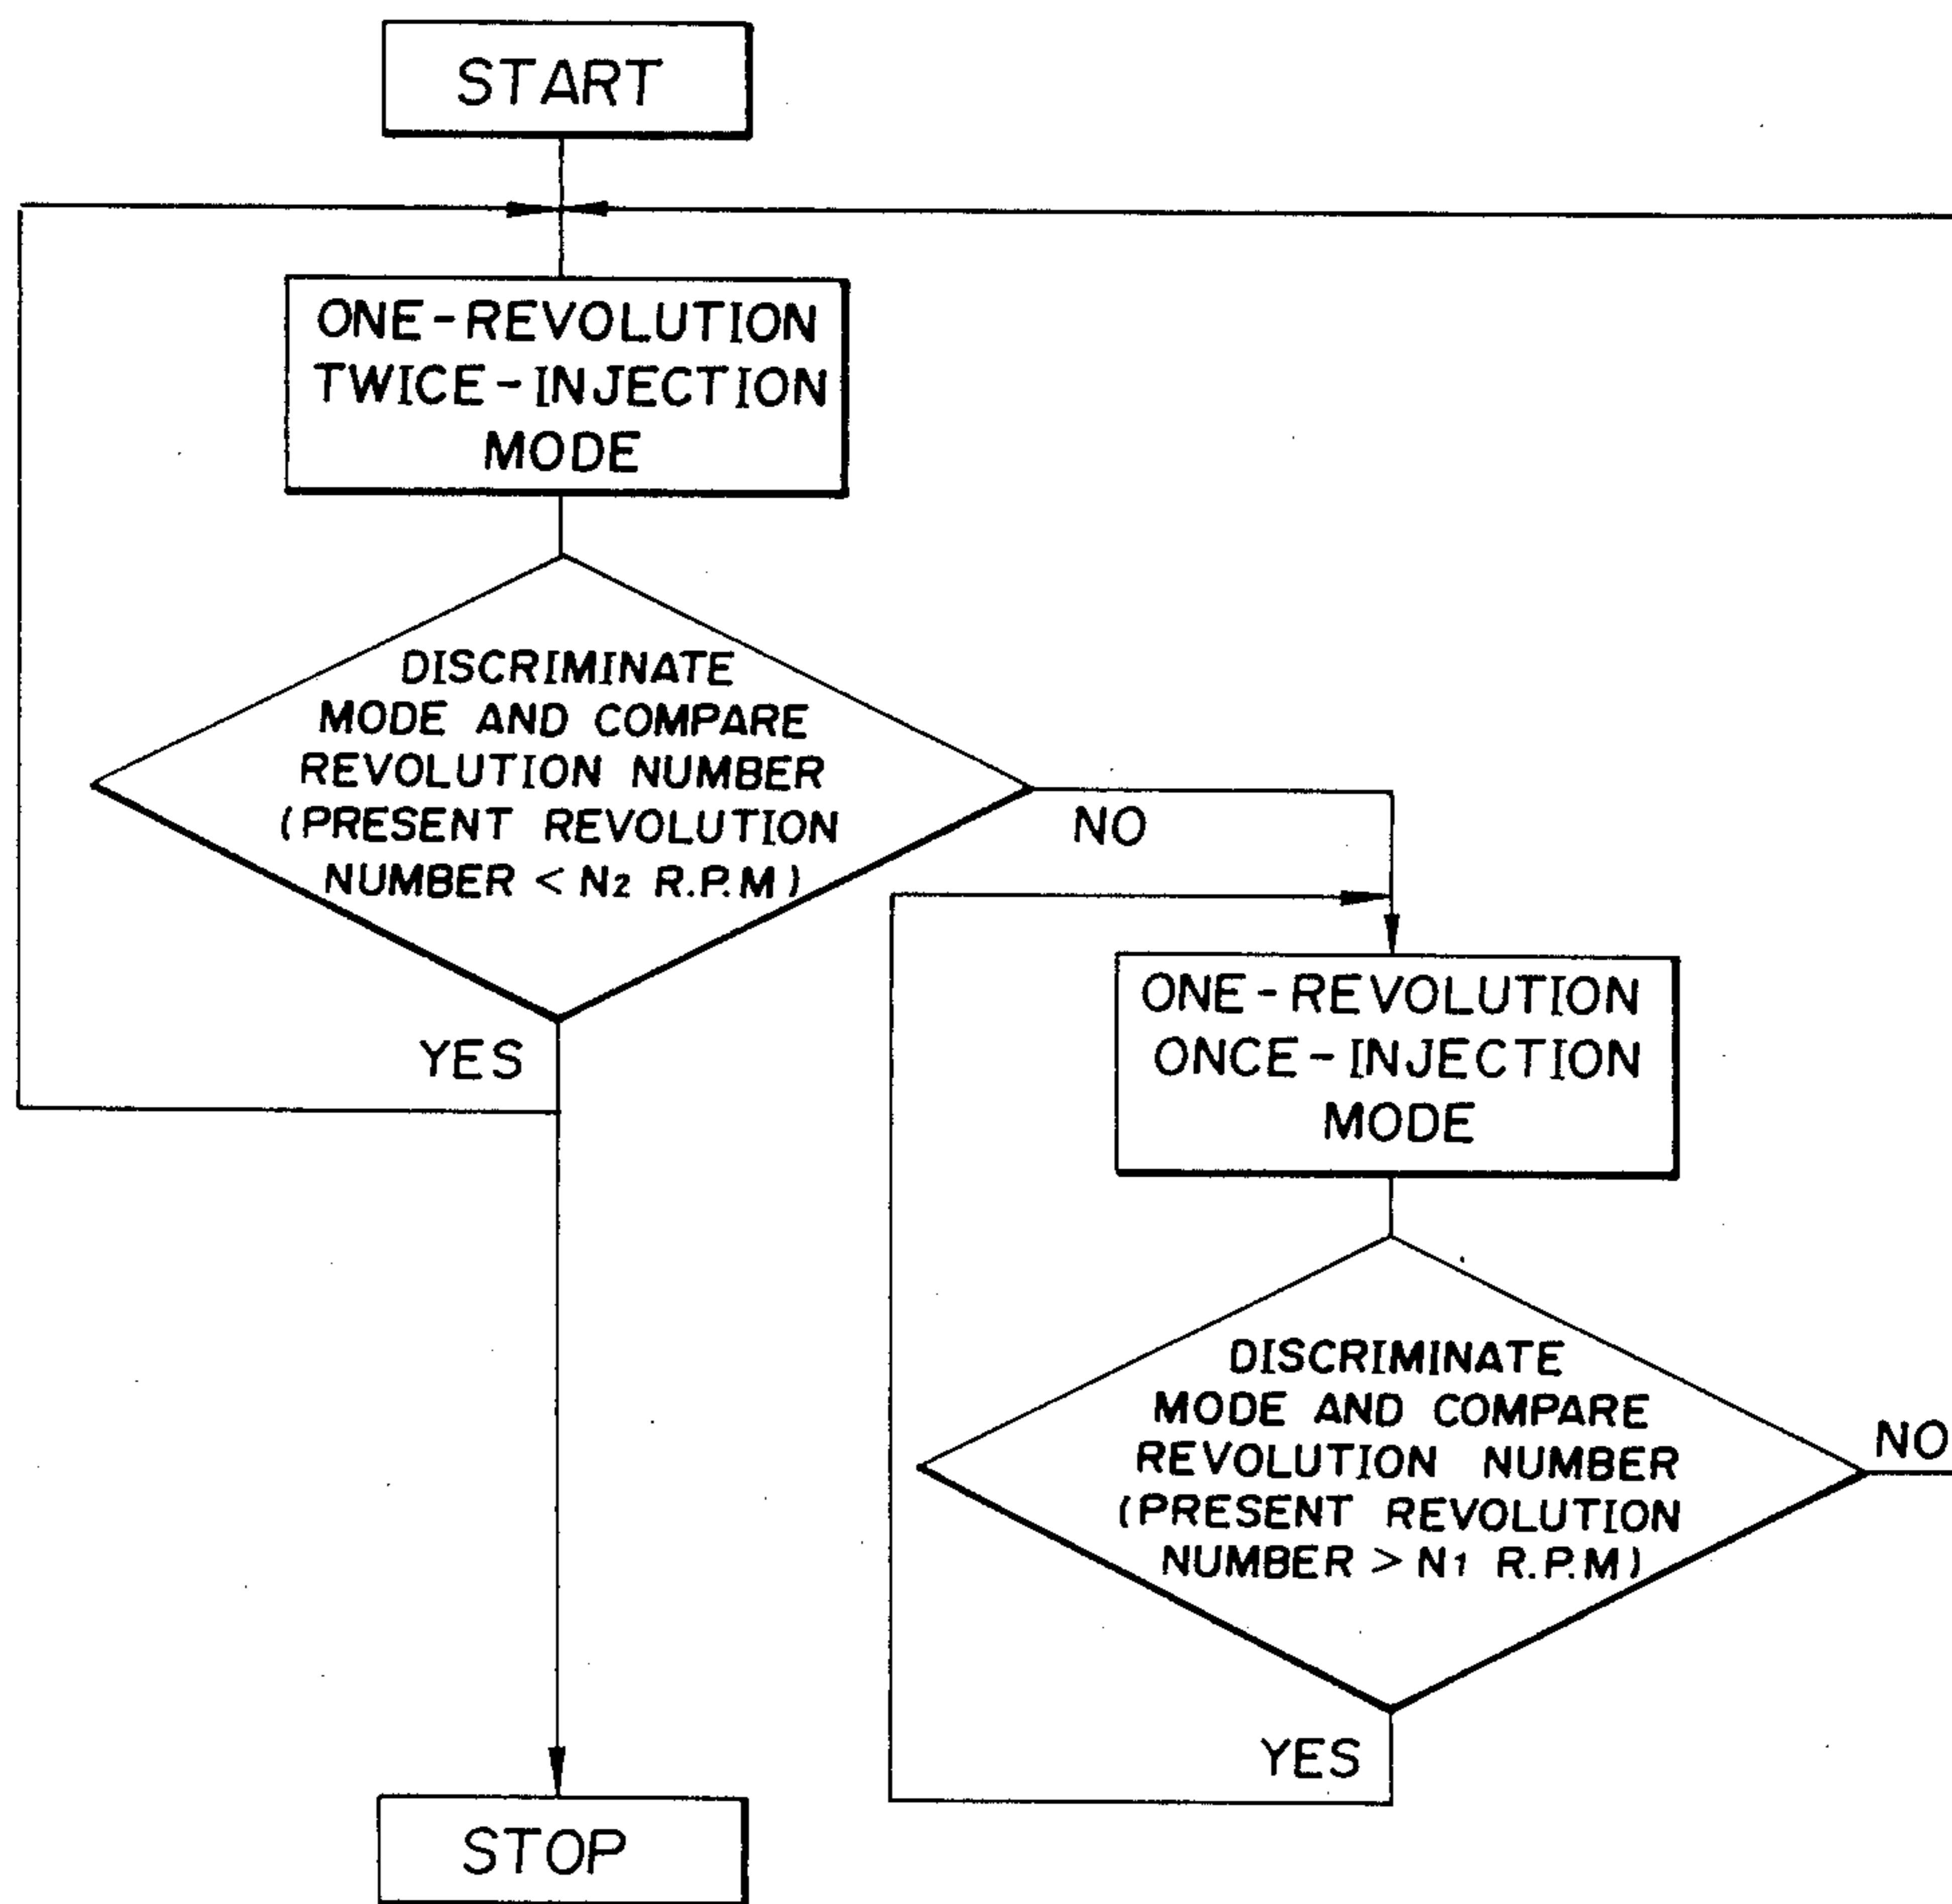 START
ONE-REVOLUTION
TWICE-INJECTION
MODE
DISCRIMINATE
MODE AND COMPARE
REVOLUTION NUMBER
(PRESENT REVOLUTION
NUMBER < N2 R.P.M)
NO
YES
ONE-REVOLUTION
ONCE-INJECTION
MODE
DISCRIMINATE
MODE AND COMPARE
REVOLUTION NUMBER
(PRESENT REVOLUTION
NUMBER > N1 R.P.M)
NO
YES
STOP